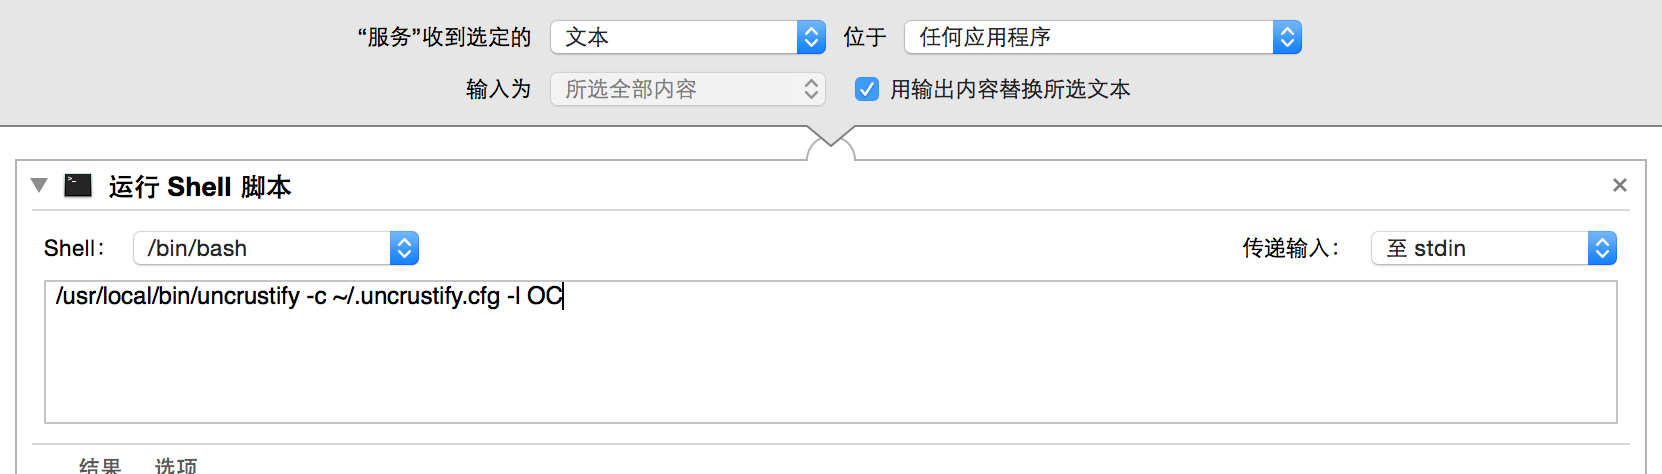 “服务”收到选定的 文本 位于 任何应用程序
输入为 所选全部内容 用输出内容替换所选文本
运行 Shell 脚本
Shell： /bin/bash 传递输入： 至 stdin
/usr/local/bin/uncrustify -c ~/.uncrustify.cfg -l OC
结果 选项